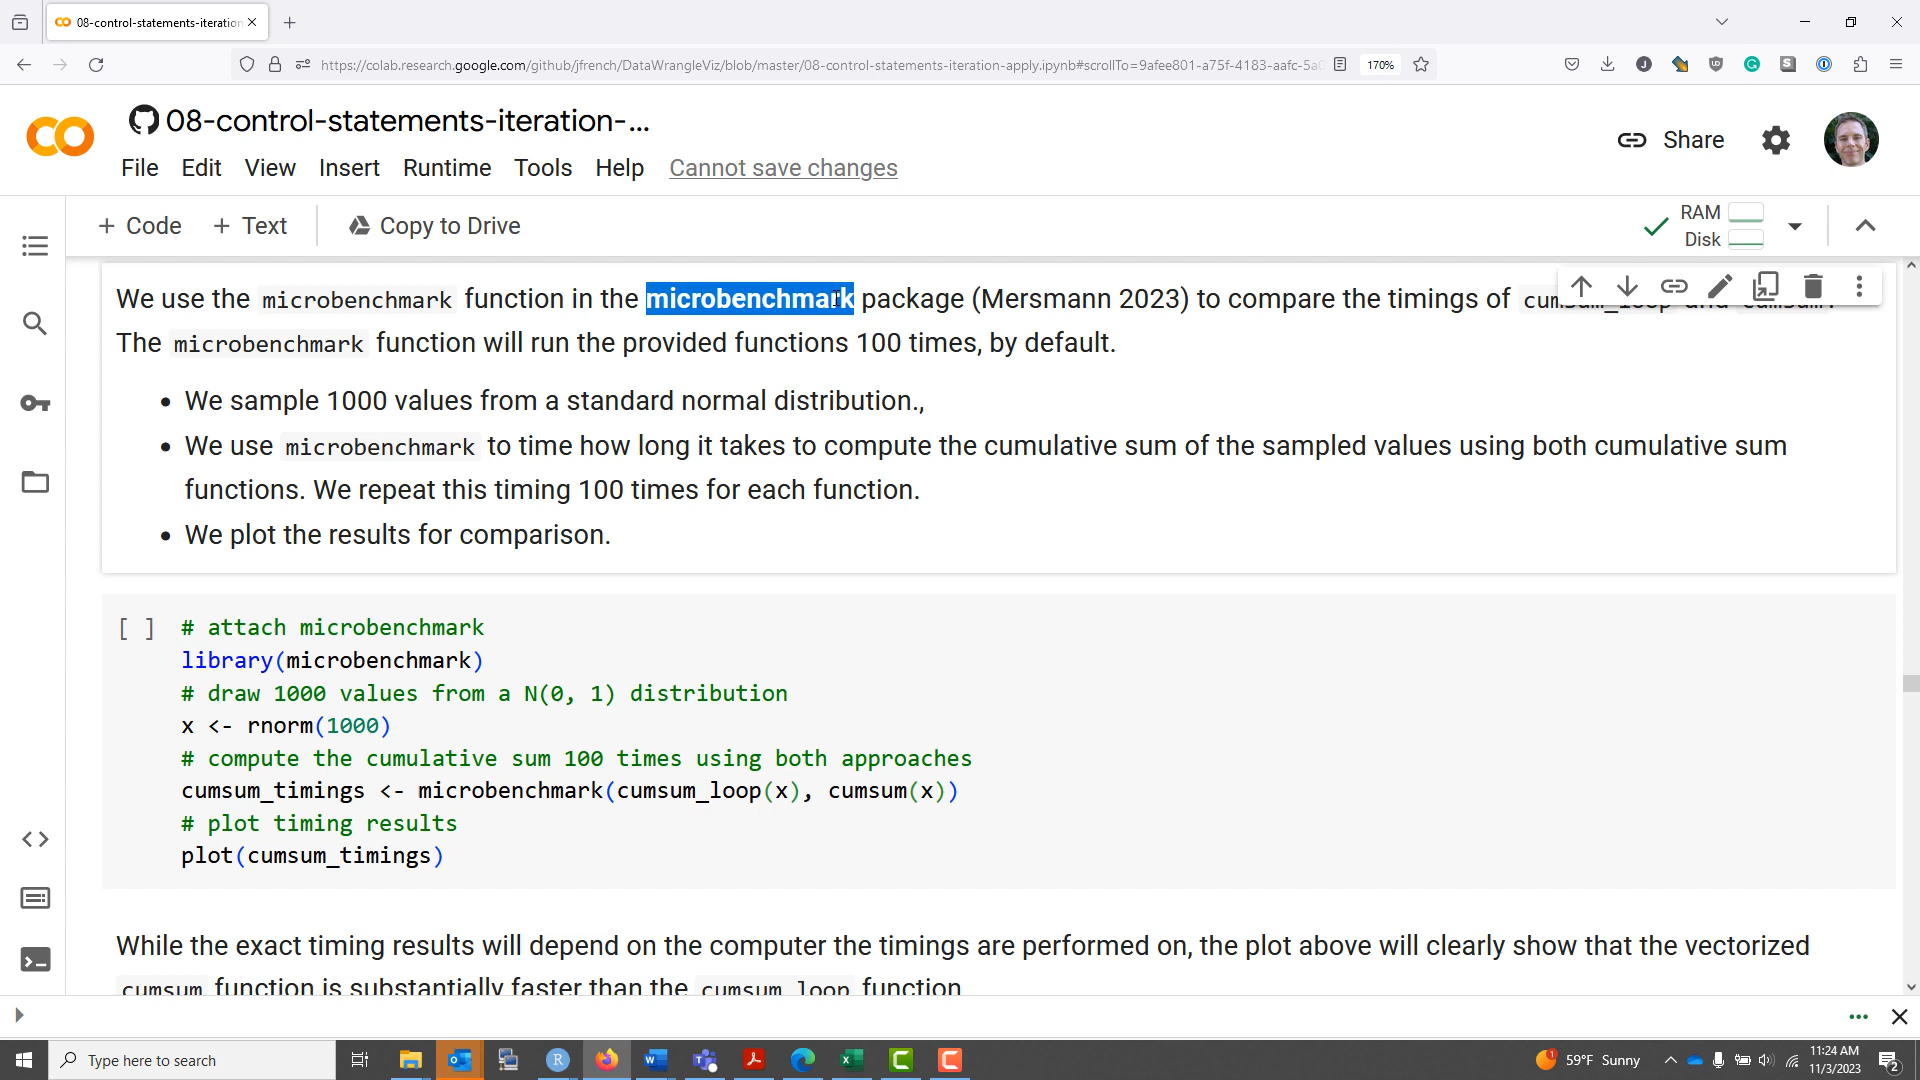 08-control-statements-iteration
https://colab.research.google.com/github/jfrench/DataWrangleViz/blob/master/08-control-statements-iteration-apply.ipynb#scrollTo=9afee801-a75f-4183-aafc-5a
170%
08-control-statements-iteration-...
Share
File Edit View Insert Runtime Tools Help Cannot save changes
+ Code + Text Copy to Drive
RAM
Disk
We use the microbenchmark function in the microbenchmark package (Mersmann 2023) to compare the timings of cumsum_loop and cumsum.
The microbenchmark function will run the provided functions 100 times, by default.
• We sample 1000 values from a standard normal distribution.,
• We use microbenchmark to time how long it takes to compute the cumulative sum of the sampled values using both cumulative sum
functions. We repeat this timing 100 times for each function.
• We plot the results for comparison.
[ ] # attach microbenchmark
library(microbenchmark)
# draw 1000 values from a N(0, 1) distribution
x <- rnorm(1000)
# compute the cumulative sum 100 times using both approaches
cumsum_timings <- microbenchmark(cumsum_loop(x), cumsum(x))
# plot timing results
plot(cumsum_timings)
While the exact timing results will depend on the computer the timings are performed on, the plot above will clearly show that the vectorized
cumsum function is substantially faster than the cumsum_loop function
Type here to search
59°F Sunny
11:24 AM
11/3/2023
2